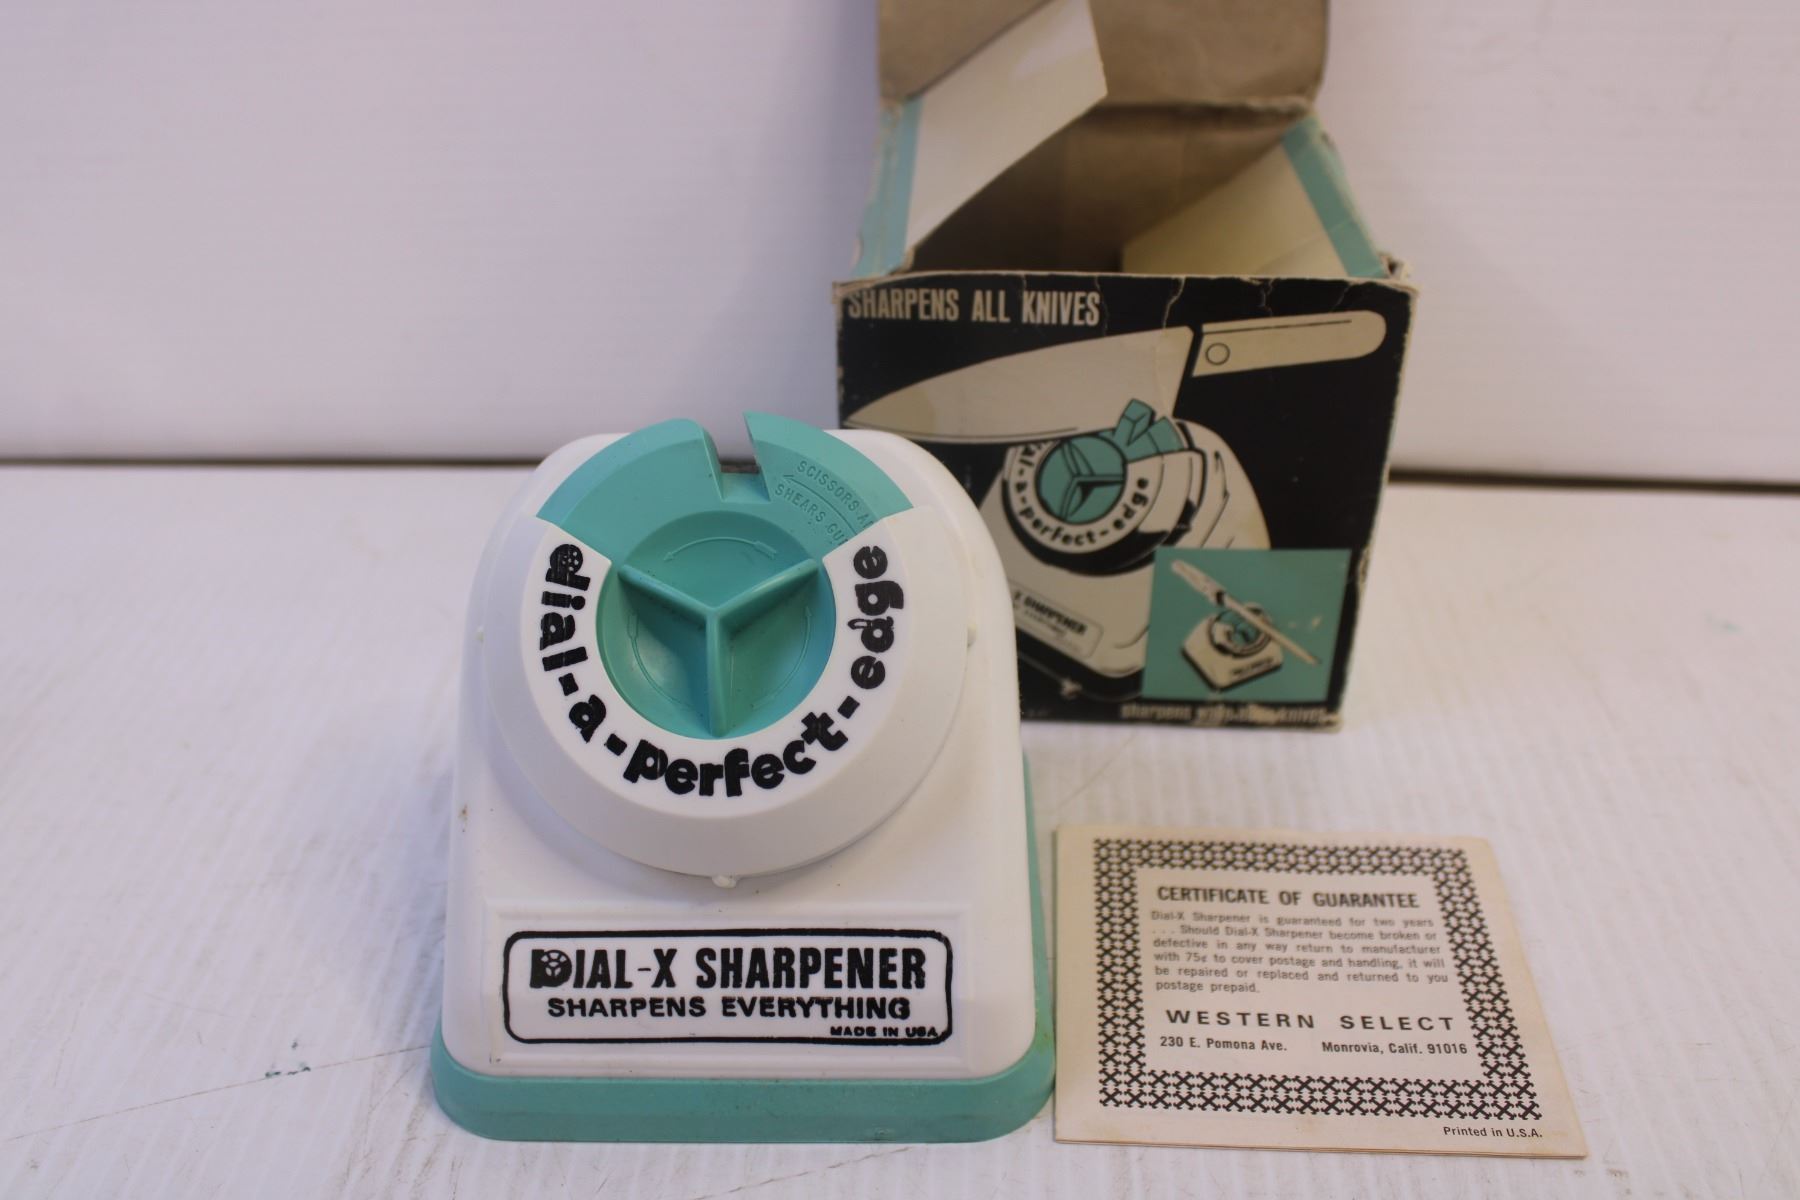 SHARPENS ALL KNIVES
dial-a-perfect-edge
SHARPENER
SCISSORS
SHEARS
dial-a-perfect-edge
DIAL-X SHARPENER
SHARPENS EVERYTHING
MADE IN USA
CERTIFICATE OF GUARANTEE
Dial-X Sharpener is guaranteed for two years
. . . Should Dial-X Sharpener become broken or
defective in any way return to manufacturer
with 75¢ to cover postage and handling, it will
be repaired or replaced and returned to you
postage prepaid.
WESTERN SELECT
230 E. Pomona Ave. Monrovia, Calif. 91016
Printed in U.S.A.